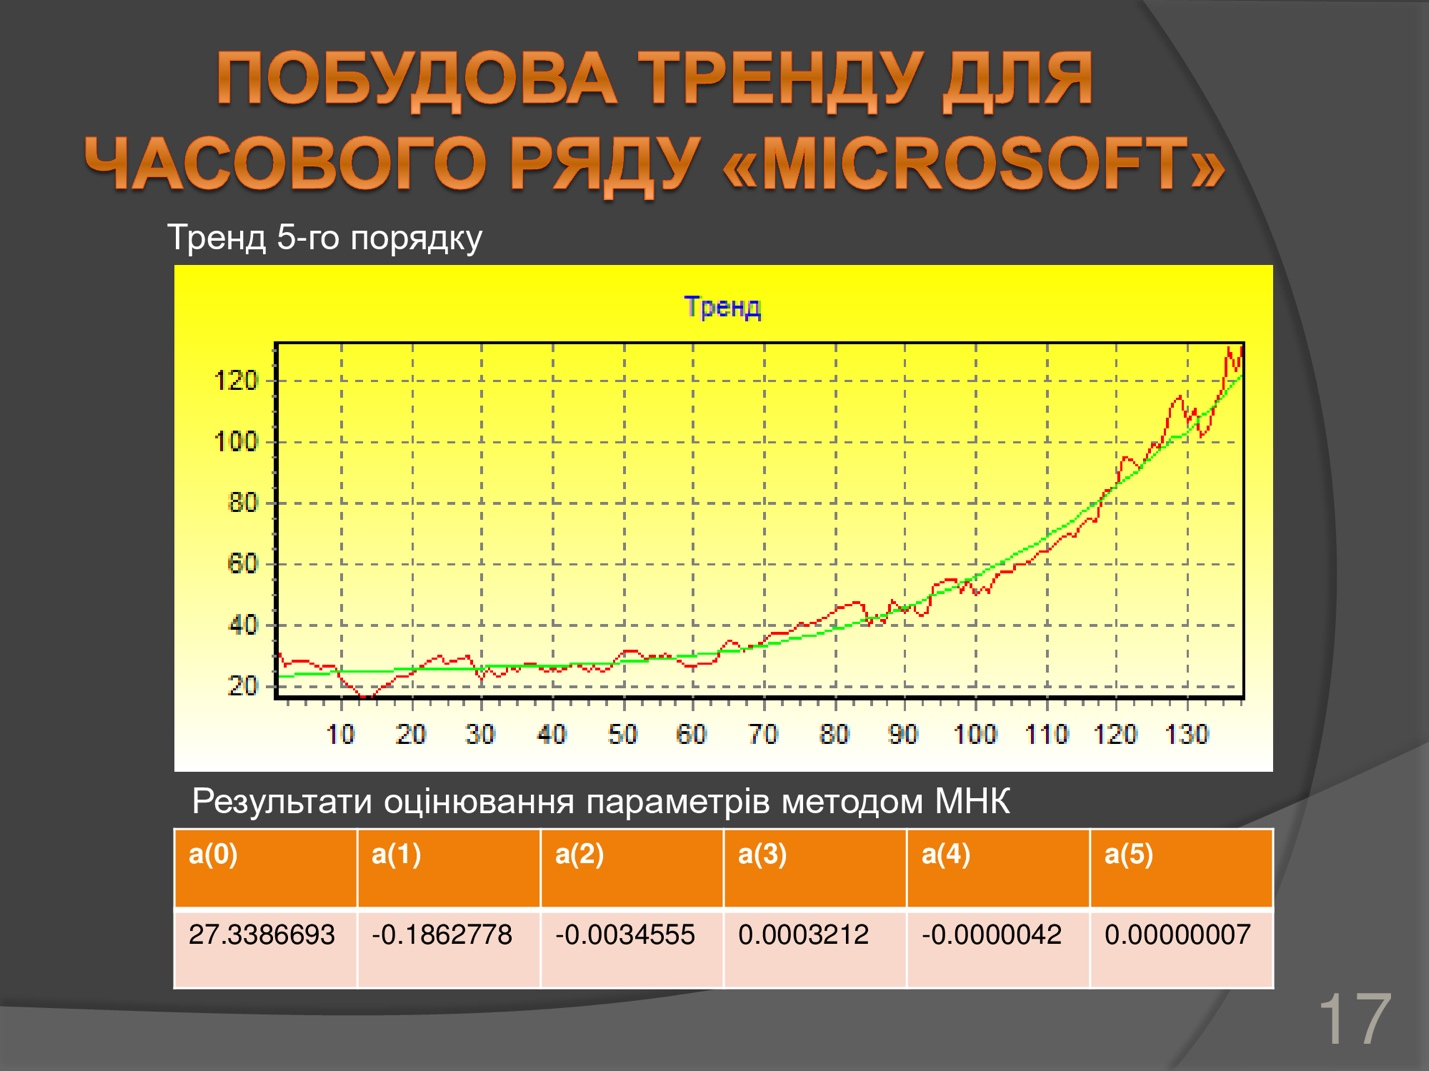 ПОБУДОВА ТРЕНДУ ДЛЯ
ЧАСОВОГО РЯДУ «MICROSOFT»
Тренд 5-го порядку
Тренд
120
100
80
60
40
20
10 20 30 40 50 60 70 80 90 100 110 120 130
Результати оцінювання параметрів методом МНК
a(0) a(1) a(2) a(3) a(4) a(5)
27.3386693 -0.1862778 -0.0034555 0.0003212 -0.0000042 0.00000007
17